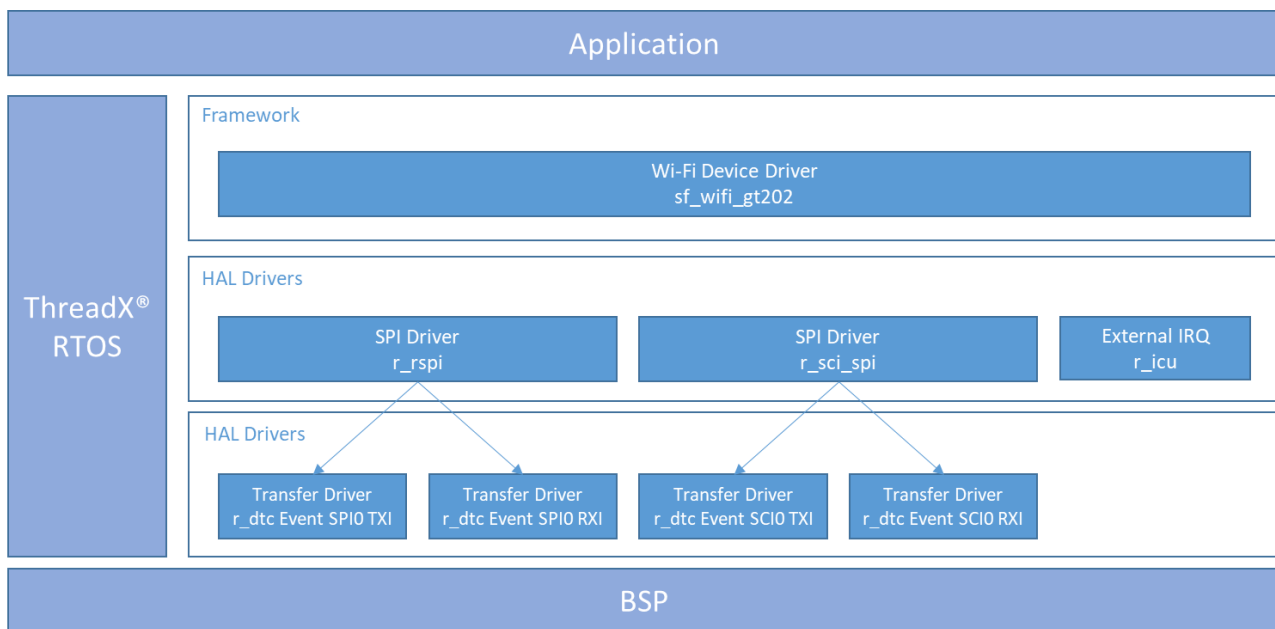 Application
ThreadX®
RTOS
Framework
Wi-Fi Device Driver
sf_wifi_gt202
HAL Drivers
SPI Driver
r_rspi
SPI Driver
r_sci_spi
External IRQ
r_icu
HAL Drivers
Transfer Driver
r_dtc Event SPI0 TXI
Transfer Driver
r_dtc Event SPI0 RXI
Transfer Driver
r_dtc Event SCI0 TXI
Transfer Driver
r_dtc Event SCI0 RXI
BSP